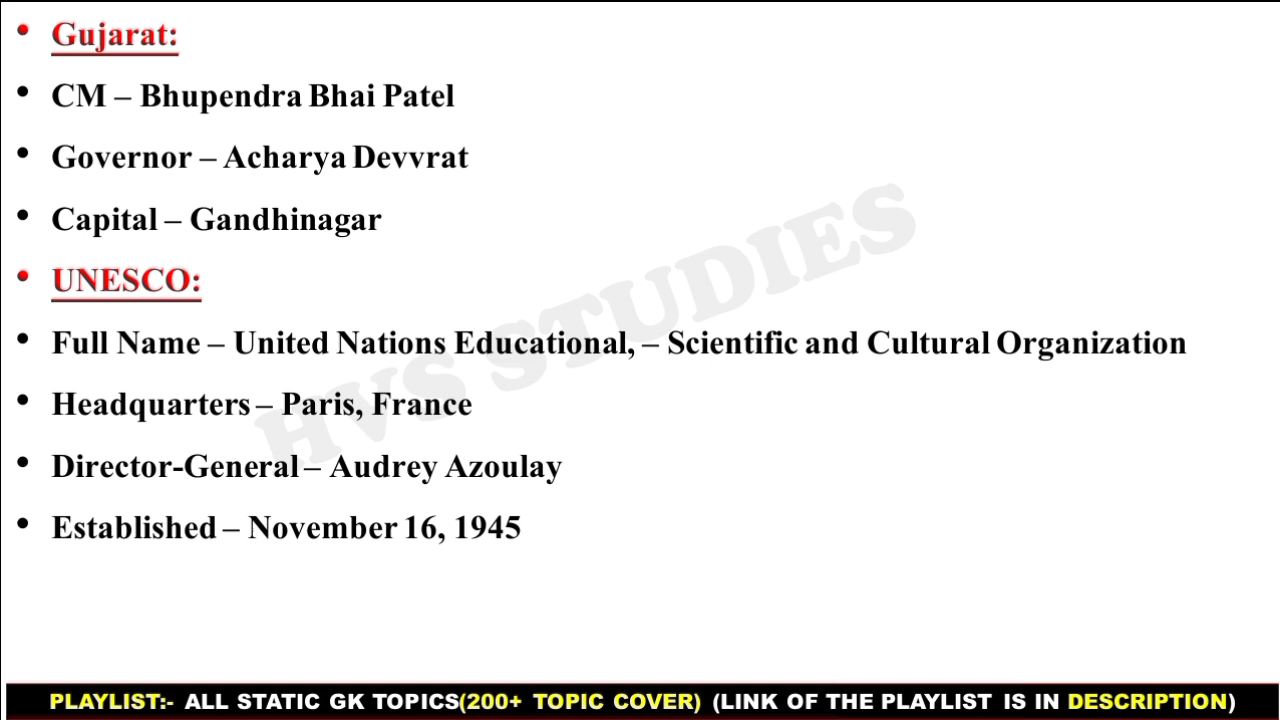 • Gujarat:
• CM – Bhupendra Bhai Patel
• Governor – Acharya Devvrat
• Capital – Gandhinagar
• UNESCO:
• Full Name – United Nations Educational, – Scientific and Cultural Organization
• Headquarters – Paris, France
• Director-General – Audrey Azoulay
• Established – November 16, 1945
HVS STUDIES
PLAYLIST:- ALL STATIC GK TOPICS(200+ TOPIC COVER) (LINK OF THE PLAYLIST IS IN DESCRIPTION)